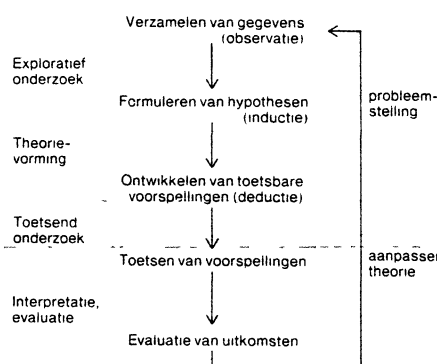 Verzamelen van gegevens
(observatie)
Exploratief
onderzoek
probleem-
stelling
Formuleren van hypothesen
(inductie)
Theorie-
vorming
Ontwikkelen van toetsbare
voorspellingen (deductie)
Toetsend
onderzoek
Toetsen van voorspellingen
aanpasser
theorie
Interpretatie,
evaluatie
Evaluatie van uitkomsten